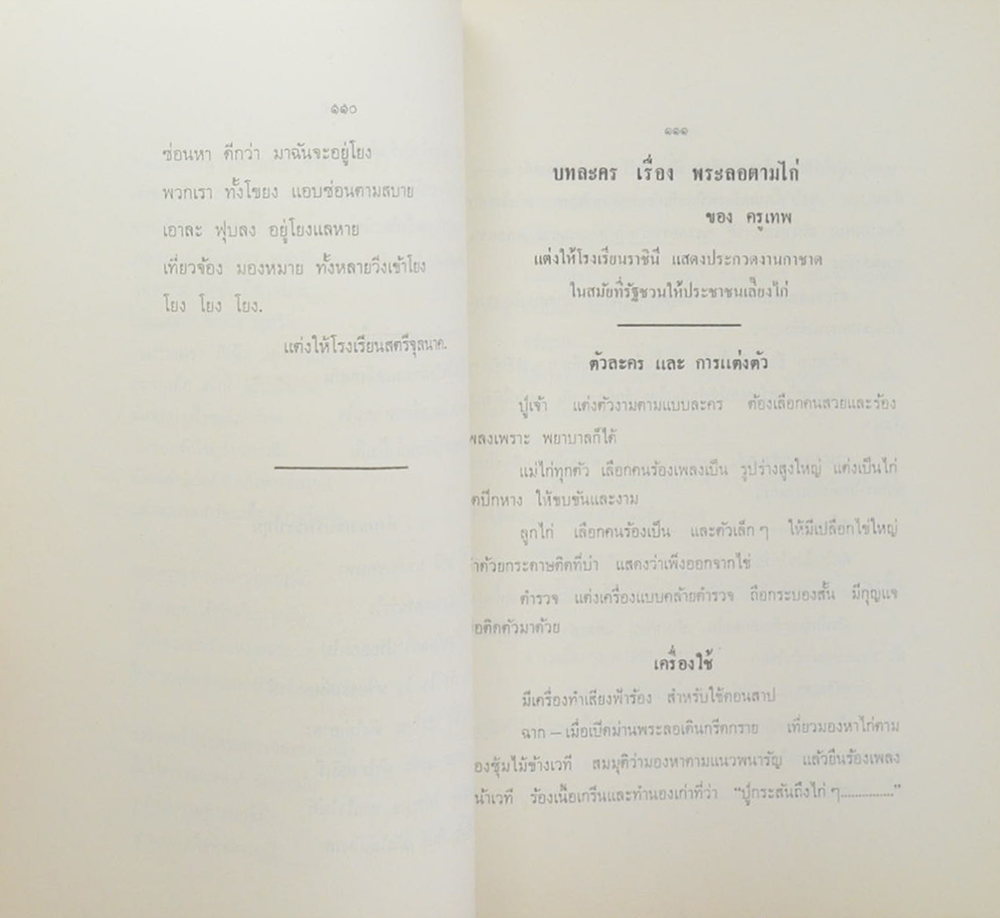 ๑๑๐
ซ่อนหา ดีกว่า มาฉันจะอยู่โยง
พวกเรา ทั้งโขยง แอบซ่อนตามสบาย
เอาละ ฟุบลง อยู่โยงแลหาย
เที่ยวจ้อง มองหมาย ทั้งหลายวิ่งเข้าโยง
โยง โยง โยง.
แต่งให้โรงเรียนสตรีจุลนาค.
๑๑๑
บทละคร เรื่อง พระลอตามไก่
ของ ครูเทพ
แต่งให้โรงเรียนราชินี แสดงประกวดงานกาชาด
ในสมัยที่รัฐชวนให้ประชาชนเลี้ยงไก่
ตัวละคร และ การแต่งตัว
ปู่เจ้า แต่งตัวงามตามแบบละคร ต้องเลือกคนสวยและร้อง
พลงเพราะ พยาบาลก็ได้
แม่ไก่ทุกตัว เลือกคนร้องเพลงเป็น รูปร่างสูงใหญ่ แต่งเป็นไก่
ดปีกหาง ให้ขบขันและงาม
ลูกไก่ เลือกคนร้องเป็น และตัวเล็ก ๆ ให้มีเปลือกไข่ใหญ่
ำด้วยกระดาษติดที่บ่า แสดงว่าเพิ่งออกจากไข่
ตำรวจ แต่งเครื่องแบบคล้ายตำรวจ ถือกระบองสั้น มีกุญแจ
อติดตัวมาด้วย
เครื่องใช้
มีเครื่องทำเสียงฟ้าร้อง สำหรับใช้ตอนสาป
ฉาก – เมื่อเปิดม่านพระลอเดินกรีดกราย เที่ยวมองหาไก่ตาม
องซุ้มไม้ข้างเวที สมมุติว่ามองหาตามแนวพนารัญ แล้วยืนร้องเพลง
น้าเวที ร้องเนื้อเกริ่นและทำนองเก่าที่ว่า “ปู่กระสันถึงไก่ ๆ...............”